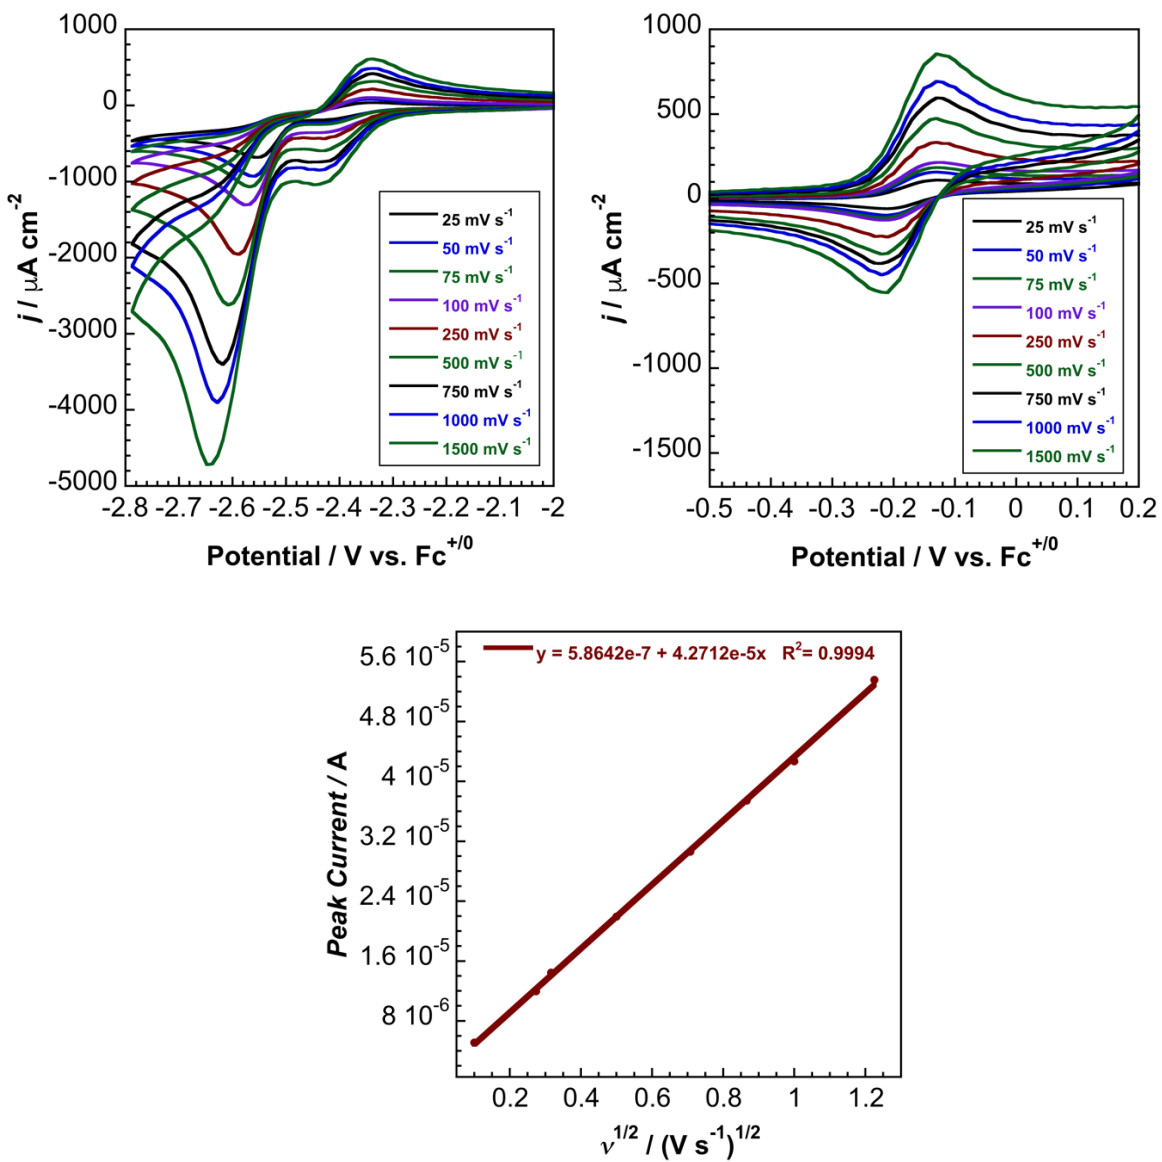 1000
0
-1000
-2000
-3000
-4000
-5000
j / μA cm⁻²
25 mV s⁻¹
50 mV s⁻¹
75 mV s⁻¹
100 mV s⁻¹
250 mV s⁻¹
500 mV s⁻¹
750 mV s⁻¹
1000 mV s⁻¹
1500 mV s⁻¹
-2.8 -2.7 -2.6 -2.5 -2.4 -2.3 -2.2 -2.1 -2
Potential / V vs. Fc⁺ᐟ⁰
1000
500
0
-500
-1000
-1500
j / μA cm⁻²
25 mV s⁻¹
50 mV s⁻¹
75 mV s⁻¹
100 mV s⁻¹
250 mV s⁻¹
500 mV s⁻¹
750 mV s⁻¹
1000 mV s⁻¹
1500 mV s⁻¹
-0.5 -0.4 -0.3 -0.2 -0.1 0 0.1 0.2
Potential / V vs. Fc⁺ᐟ⁰
y = 5.8642e-7 + 4.2712e-5x R²= 0.9994
5.6 10⁻⁵
4.8 10⁻⁵
4 10⁻⁵
3.2 10⁻⁵
2.4 10⁻⁵
1.6 10⁻⁵
8 10⁻⁶
Peak Current / A
0.2 0.4 0.6 0.8 1 1.2
ν¹ᐟ² / (V s⁻¹)¹ᐟ²